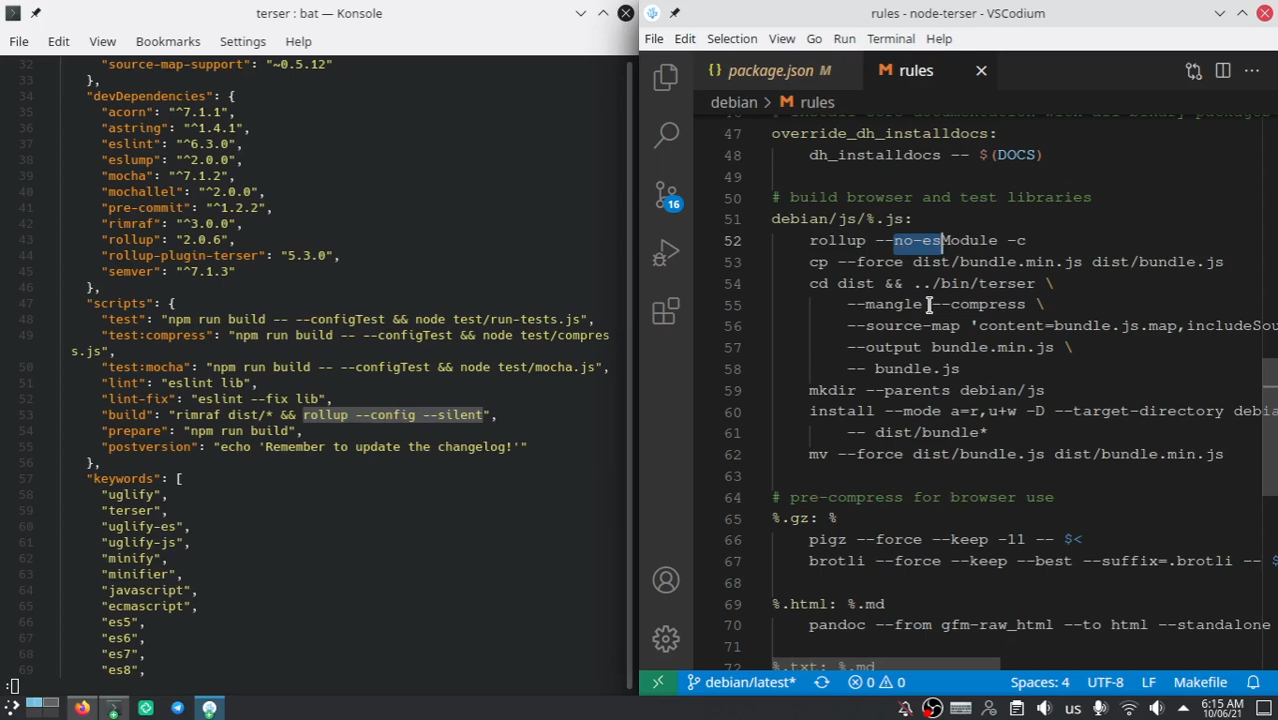 terser : bat — Konsole
File Edit View Bookmarks Settings Help
32 "source-map-support": "~0.5.12"
33 },
34 "devDependencies": {
35 "acorn": "^7.1.1",
36 "astring": "^1.4.1",
37 "eslint": "^6.3.0",
38 "eslump": "^2.0.0",
39 "mocha": "^7.1.2",
40 "mochallel": "^2.0.0",
41 "pre-commit": "^1.2.2",
42 "rimraf": "^3.0.0",
43 "rollup": "2.0.6",
44 "rollup-plugin-terser": "5.3.0",
45 "semver": "^7.1.3"
46 },
47 "scripts": {
48 "test": "npm run build -- --configTest && node test/run-tests.js",
49 "test:compress": "npm run build -- --configTest && node test/compres
s.js",
50 "test:mocha": "npm run build -- --configTest && node test/mocha.js",
51 "lint": "eslint lib",
52 "lint-fix": "eslint --fix lib",
53 "build": "rimraf dist/* && rollup --config --silent",
54 "prepare": "npm run build",
55 "postversion": "echo 'Remember to update the changelog!'"
56 },
57 "keywords": [
58 "uglify",
59 "terser",
60 "uglify-es",
61 "uglify-js",
62 "minify",
63 "minifier",
64 "javascript",
65 "ecmascript",
66 "es5",
67 "es6",
68 "es7",
69 "es8",
:
rules - node-terser - VSCodium
File Edit Selection View Go Run Terminal Help
package.json M rules
debian > rules
16
46 # install core documentation with all binary packages
47 override_dh_installdocs:
48 dh_installdocs -- $(DOCS)
49
50 # build browser and test libraries
51 debian/js/%.js:
52 rollup --no-esModule -c
53 cp --force dist/bundle.min.js dist/bundle.js
54 cd dist && ../bin/terser \
55 --mangle --compress \
56 --source-map 'content=bundle.js.map,includeSou
57 --output bundle.min.js \
58 -- bundle.js
59 mkdir --parents debian/js
60 install --mode a=r,u+w -D --target-directory debia
61 -- dist/bundle*
62 mv --force dist/bundle.js dist/bundle.min.js
63
64 # pre-compress for browser use
65 %.gz: %
66 pigz --force --keep -11 -- $<
67 brotli --force --keep --best --suffix=.brotli -- $
68
69 %.html: %.md
70 pandoc --from gfm-raw_html --to html --standalone
71
72 %.txt: %.md
debian/latest* 0 0 Spaces: 4 UTF-8 LF Makefile
us 6:15 AM
10/06/21